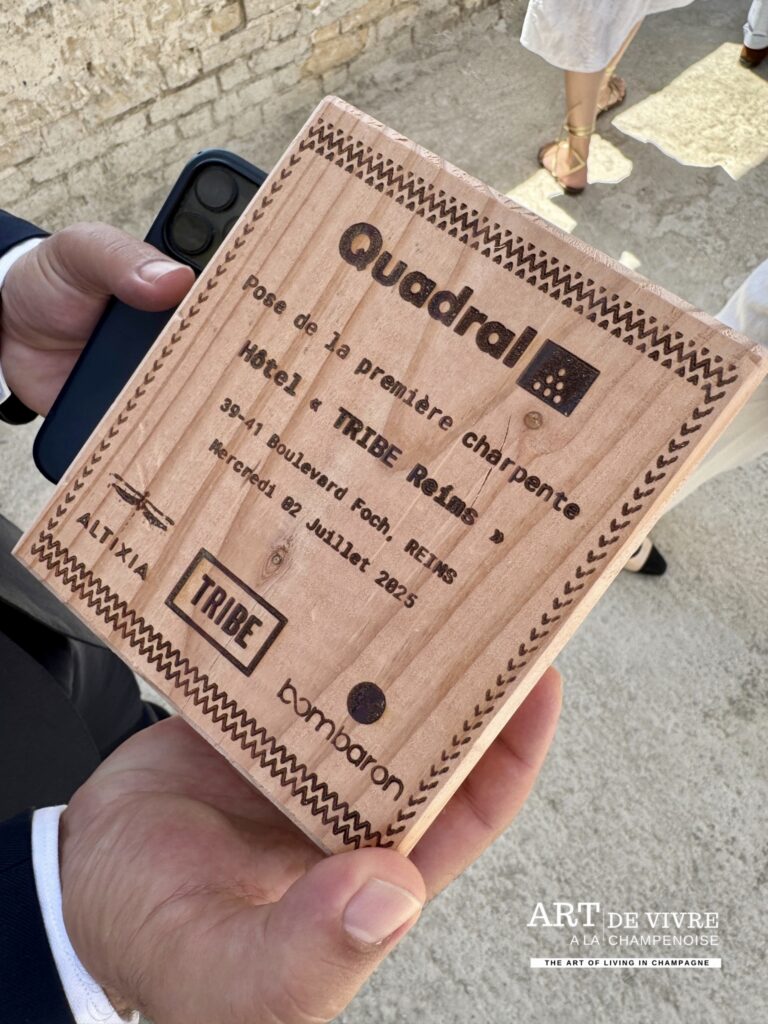 Quadral
Pose de la première charpente
Hôtel « TRIBE Reims »
39-41 Boulevard Foch, REIMS
Mercredi 02 Juillet 2025
ALTIXIA
TRIBE
bombaron
ART DE VIVRE
A LA CHAMPENOISE
THE ART OF LIVING IN CHAMPAGNE